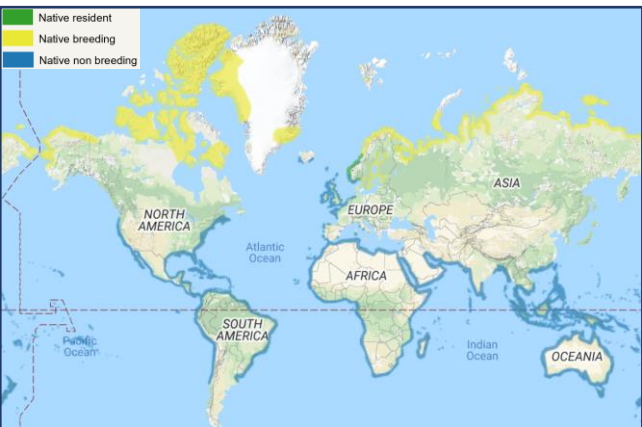 Native resident
Native breeding
Native non breeding
ASIA
NORTH
AMERICA
EUROPE
Atlantic
Ocean
AFRICA
SOUTH
AMERICA
Pacific
Ocean
Indian
Ocean
OCEANIA